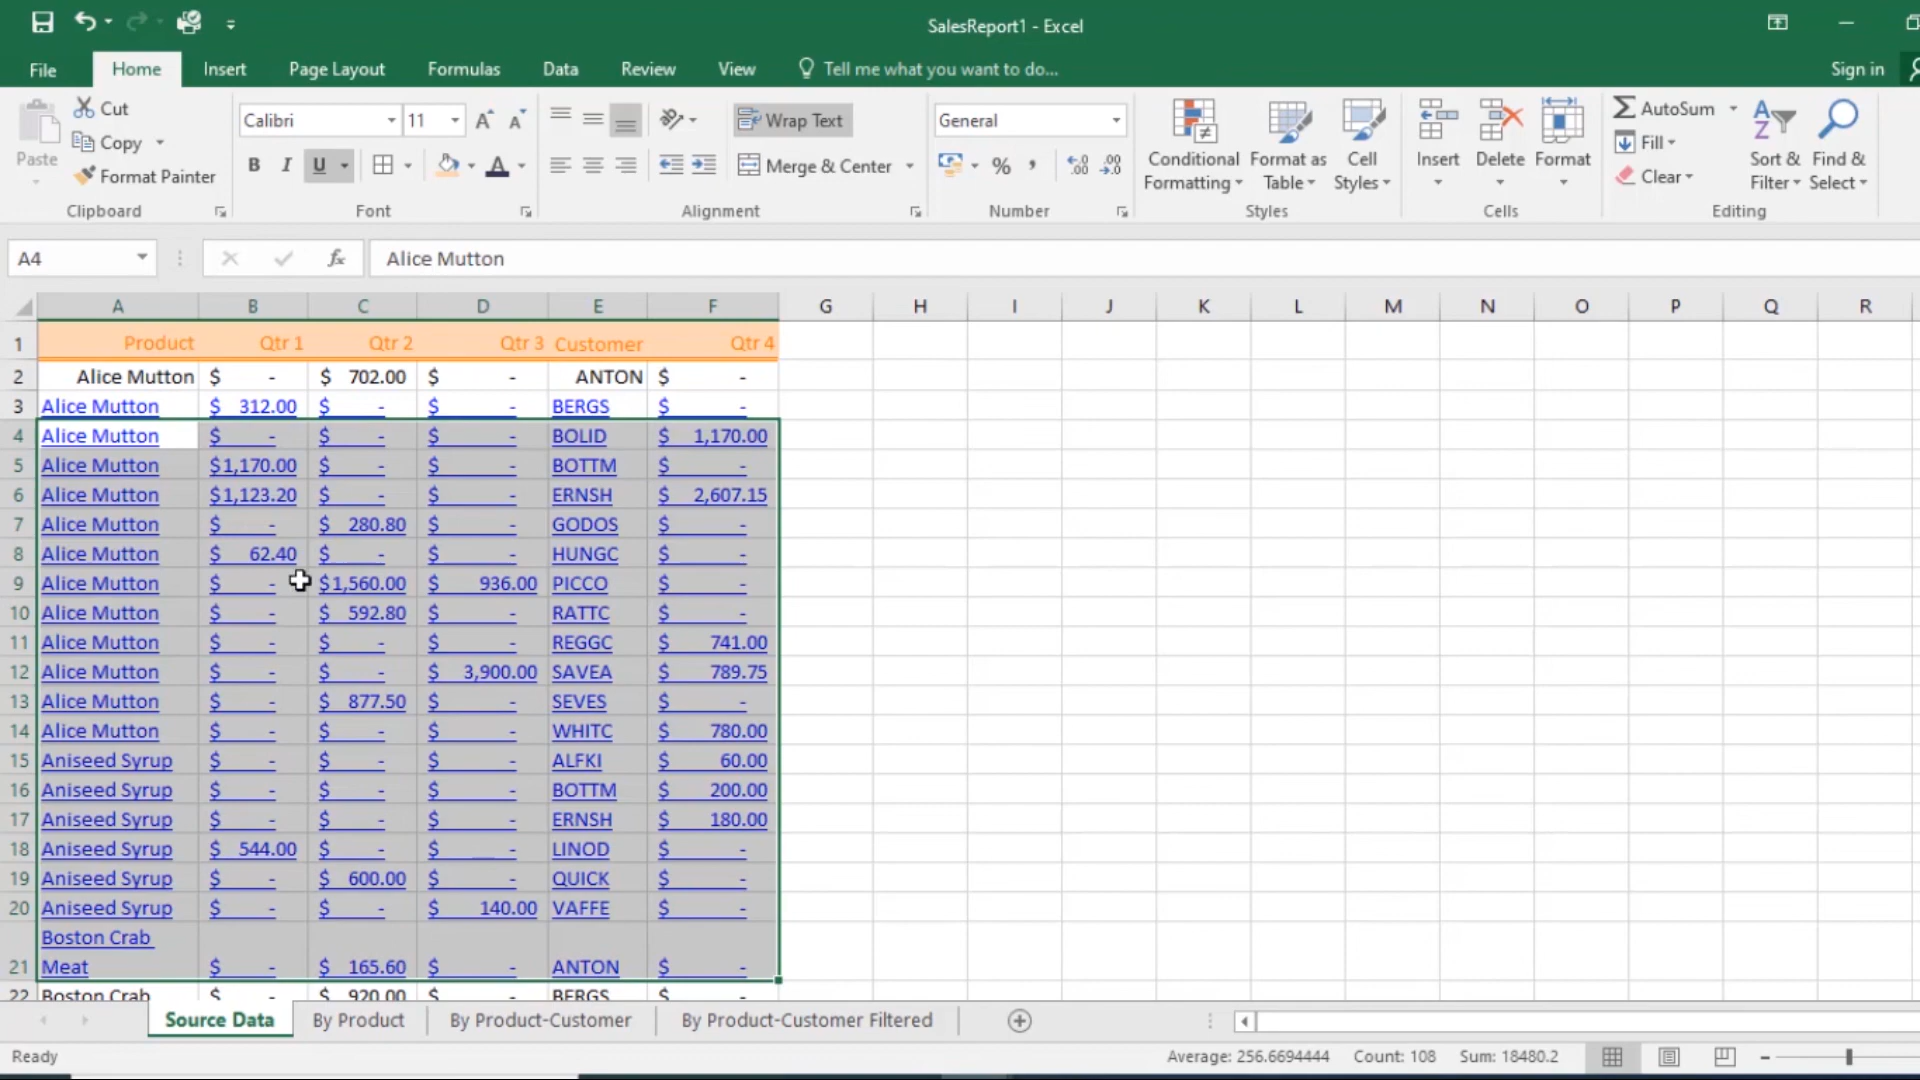 SalesReport1 - Excel
File Home Insert Page Layout Formulas Data Review View Tell me what you want to do... Sign in
Paste Cut Copy Format Painter Clipboard
Calibri 11 B I U A Font
Wrap Text Merge & Center Alignment
General % , .00 .0 Number
Conditional Formatting Format as Table Cell Styles Styles
Insert Delete Format Cells
AutoSum Fill Clear Sort & Filter Find & Select Editing
A4 fx Alice Mutton
A B C D E F G H I J K L M N O P Q R
1 Product Qtr 1 Qtr 2 Qtr 3 Customer Qtr 4
2 Alice Mutton $ - $ 702.00 $ - ANTON $ -
3 Alice Mutton $ 312.00 $ - $ - BERGS $ -
4 Alice Mutton $ - $ - $ - BOLID $ 1,170.00
5 Alice Mutton $1,170.00 $ - $ - BOTTM $ -
6 Alice Mutton $1,123.20 $ - $ - ERNSH $ 2,607.15
7 Alice Mutton $ - $ 280.80 $ - GODOS $ -
8 Alice Mutton $ 62.40 $ - $ - HUNGC $ -
9 Alice Mutton $ - $1,560.00 $ 936.00 PICCO $ -
10 Alice Mutton $ - $ 592.80 $ - RATTC $ -
11 Alice Mutton $ - $ - $ - REGGC $ 741.00
12 Alice Mutton $ - $ - $ 3,900.00 SAVEA $ 789.75
13 Alice Mutton $ - $ 877.50 $ - SEVES $ -
14 Alice Mutton $ - $ - $ - WHITC $ 780.00
15 Aniseed Syrup $ - $ - $ - ALFKI $ 60.00
16 Aniseed Syrup $ - $ - $ - BOTTM $ 200.00
17 Aniseed Syrup $ - $ - $ - ERNSH $ 180.00
18 Aniseed Syrup $ 544.00 $ - $ - LINOD $ -
19 Aniseed Syrup $ - $ 600.00 $ - QUICK $ -
20 Aniseed Syrup $ - $ - $ 140.00 VAFFE $ -
Boston Crab
21 Meat $ - $ 165.60 $ - ANTON $ -
22 Boston Crab $ - $ 920.00 $ - BERGS $ -
Source Data By Product By Product-Customer By Product-Customer Filtered
Ready Average: 256.6694444 Count: 108 Sum: 18480.2